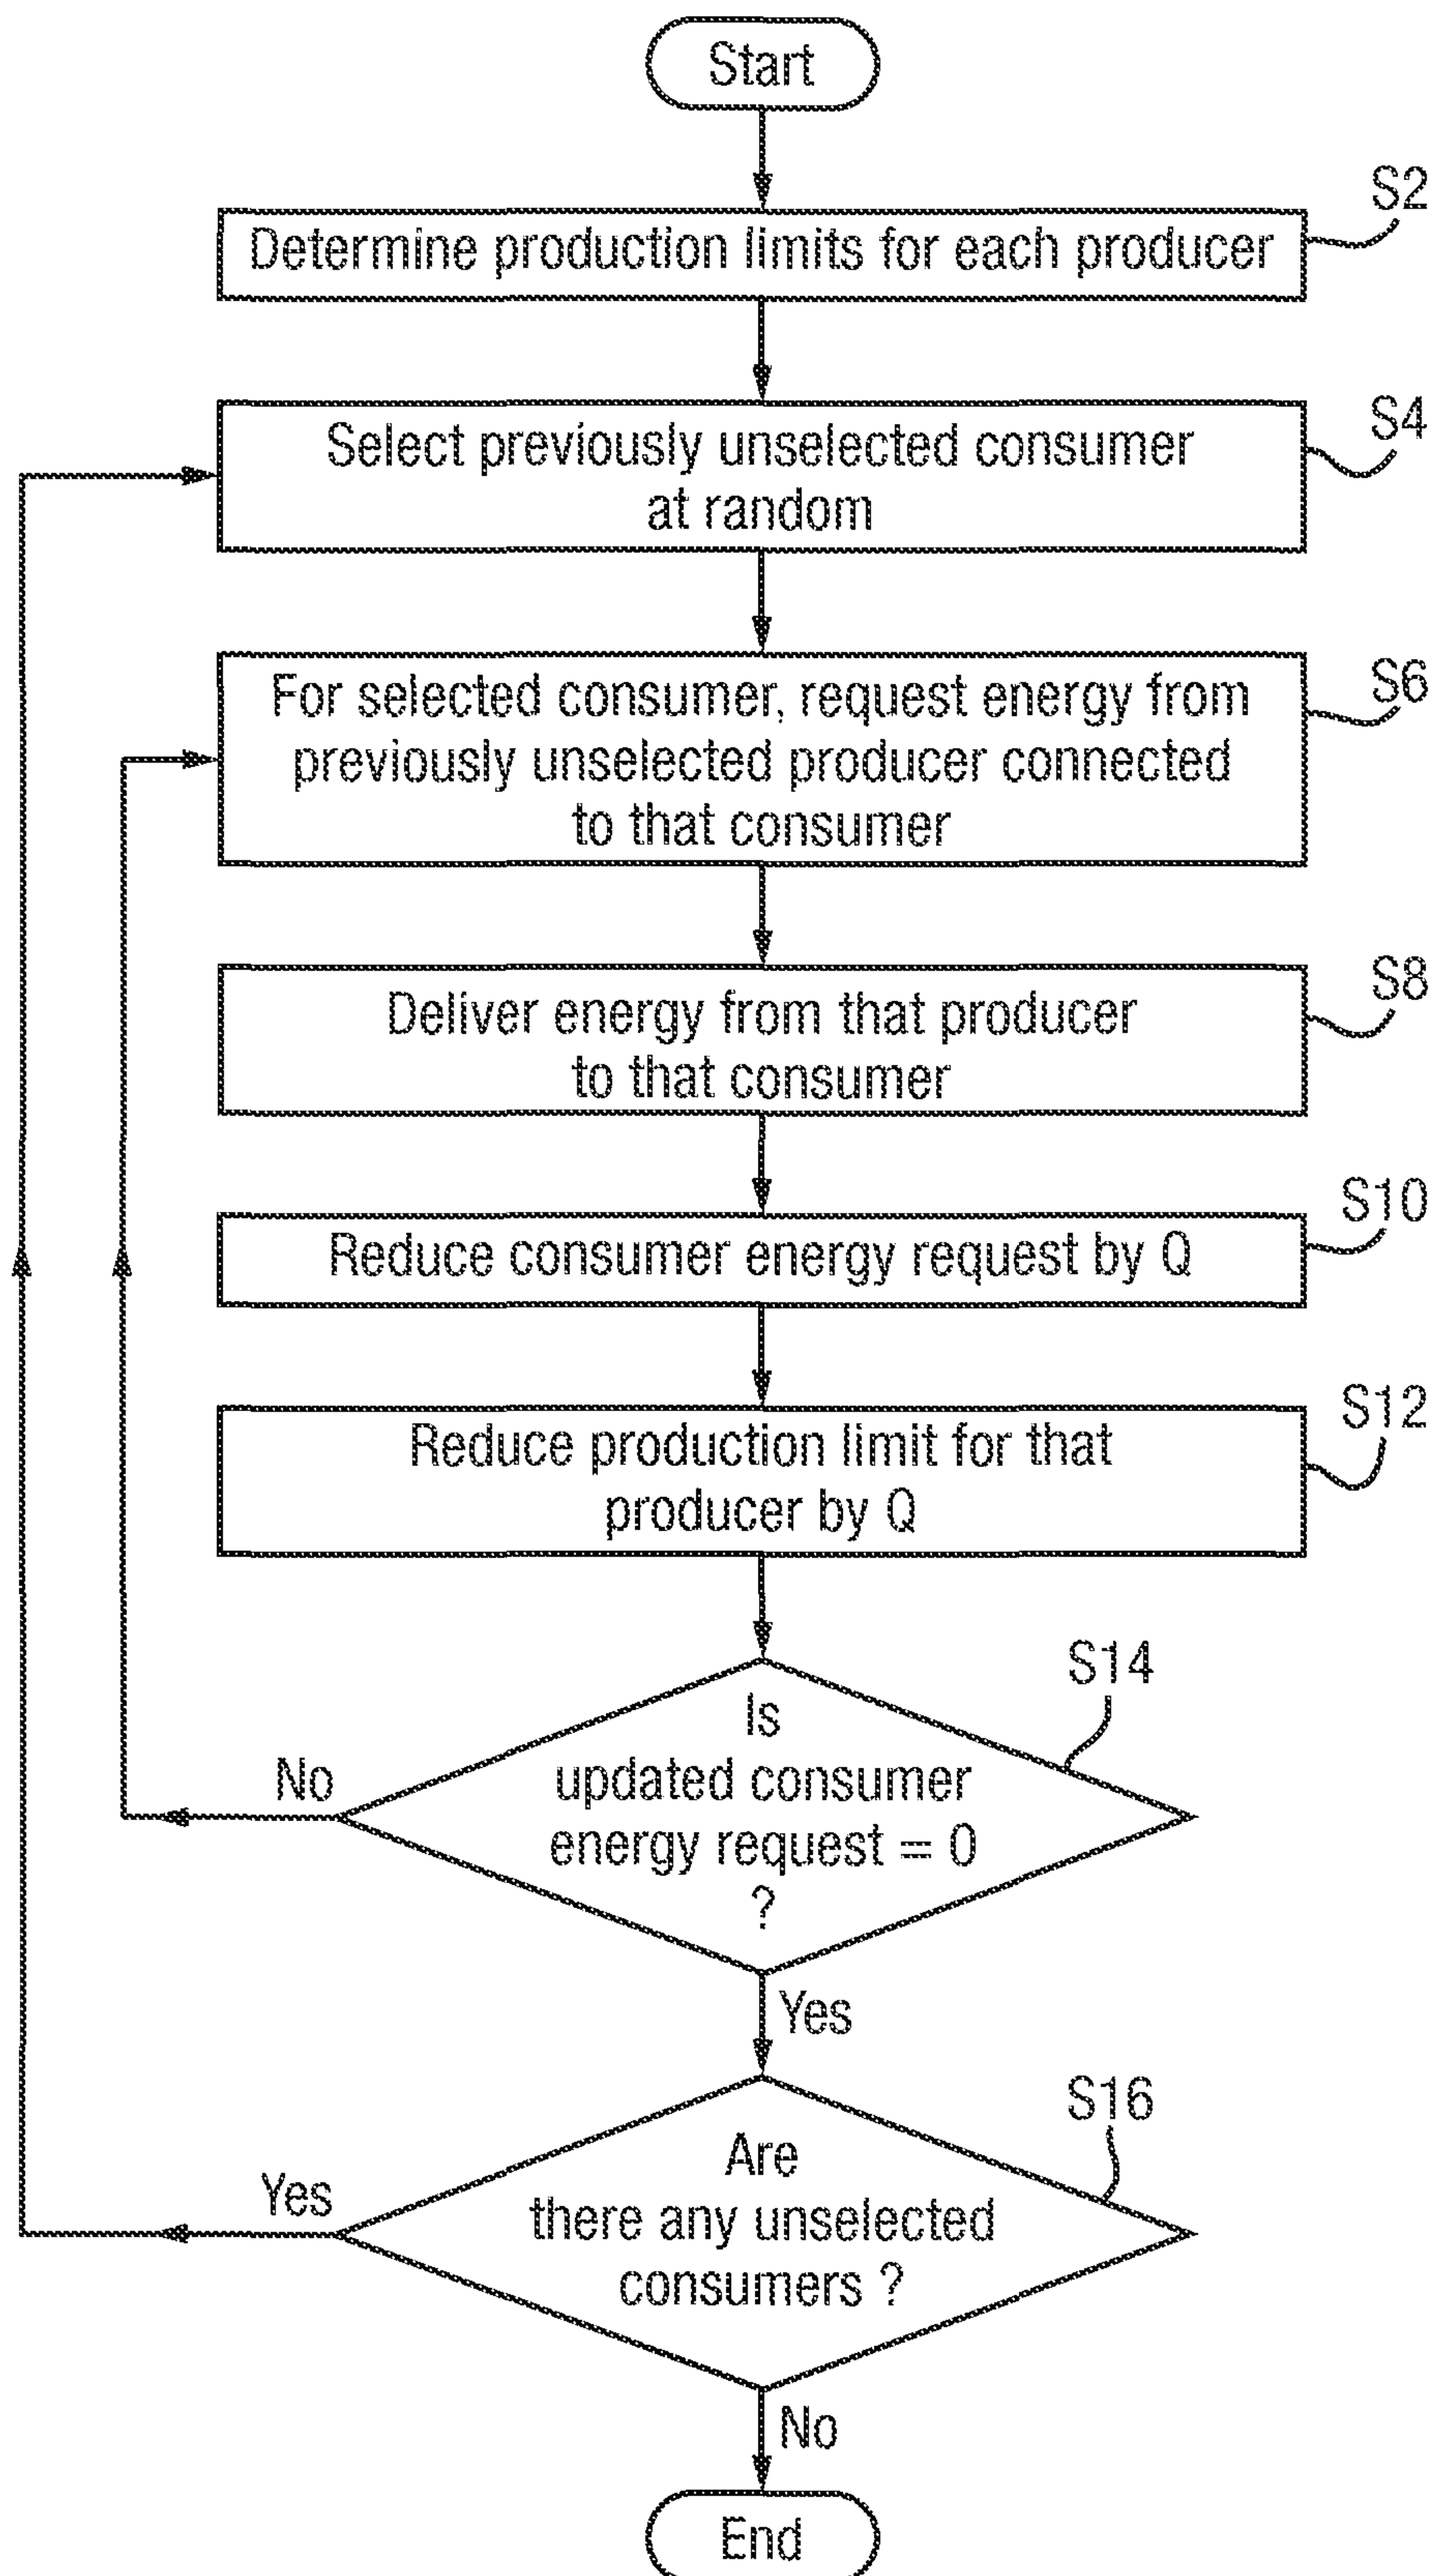 Start
S2
Determine production limits for each producer
S4
Select previously unselected consumer
at random
S6
For selected consumer, request energy from
previously unselected producer connected
to that consumer
S8
Deliver energy from that producer
to that consumer
S10
Reduce consumer energy request by Q
S12
Reduce production limit for that
producer by Q
S14
Is
updated consumer
energy request = 0
?
No
Yes
S16
Are
there any unselected
consumers ?
Yes
No
End